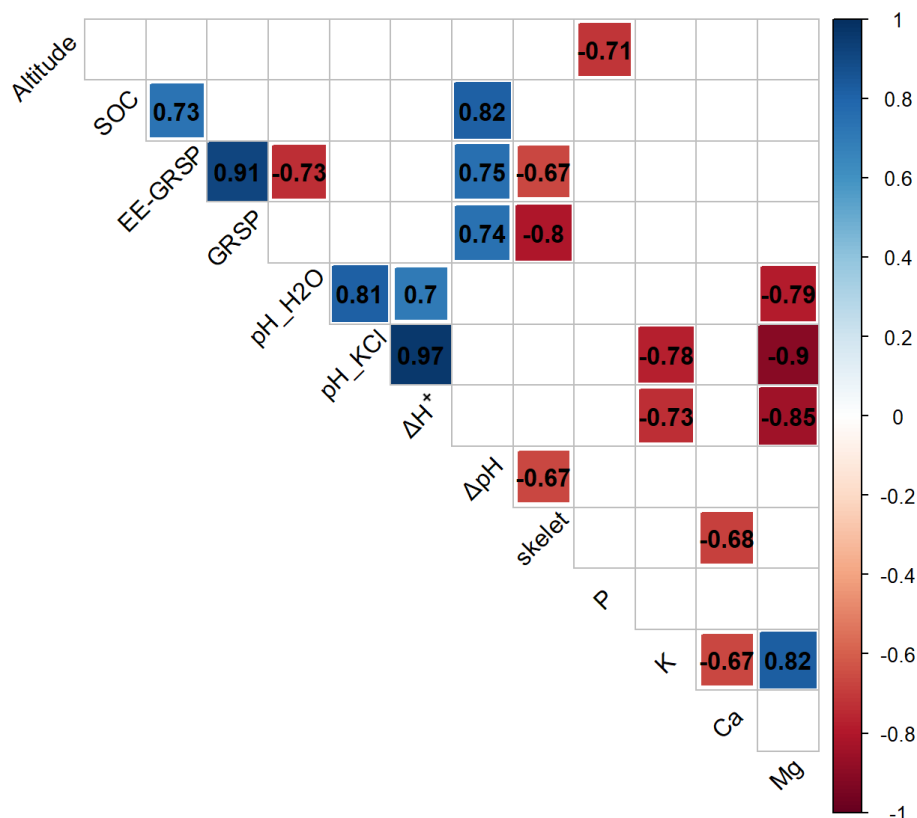 Altitude -0.71
SOC 0.73 0.82
EE-GRSP 0.91 -0.73 0.75 -0.67
GRSP 0.74 -0.8
pH_H2O 0.81 0.7 -0.79
pH_KCl 0.97 -0.78 -0.9
ΔH⁺ -0.73 -0.85
ΔpH -0.67
skelet -0.68
P
K -0.67 0.82
Ca
Mg
1
0.8
0.6
0.4
0.2
0
-0.2
-0.4
-0.6
-0.8
-1